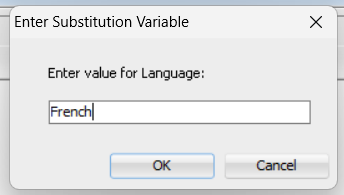 Enter Substitution Variable
Enter value for Language:
French
OK
Cancel